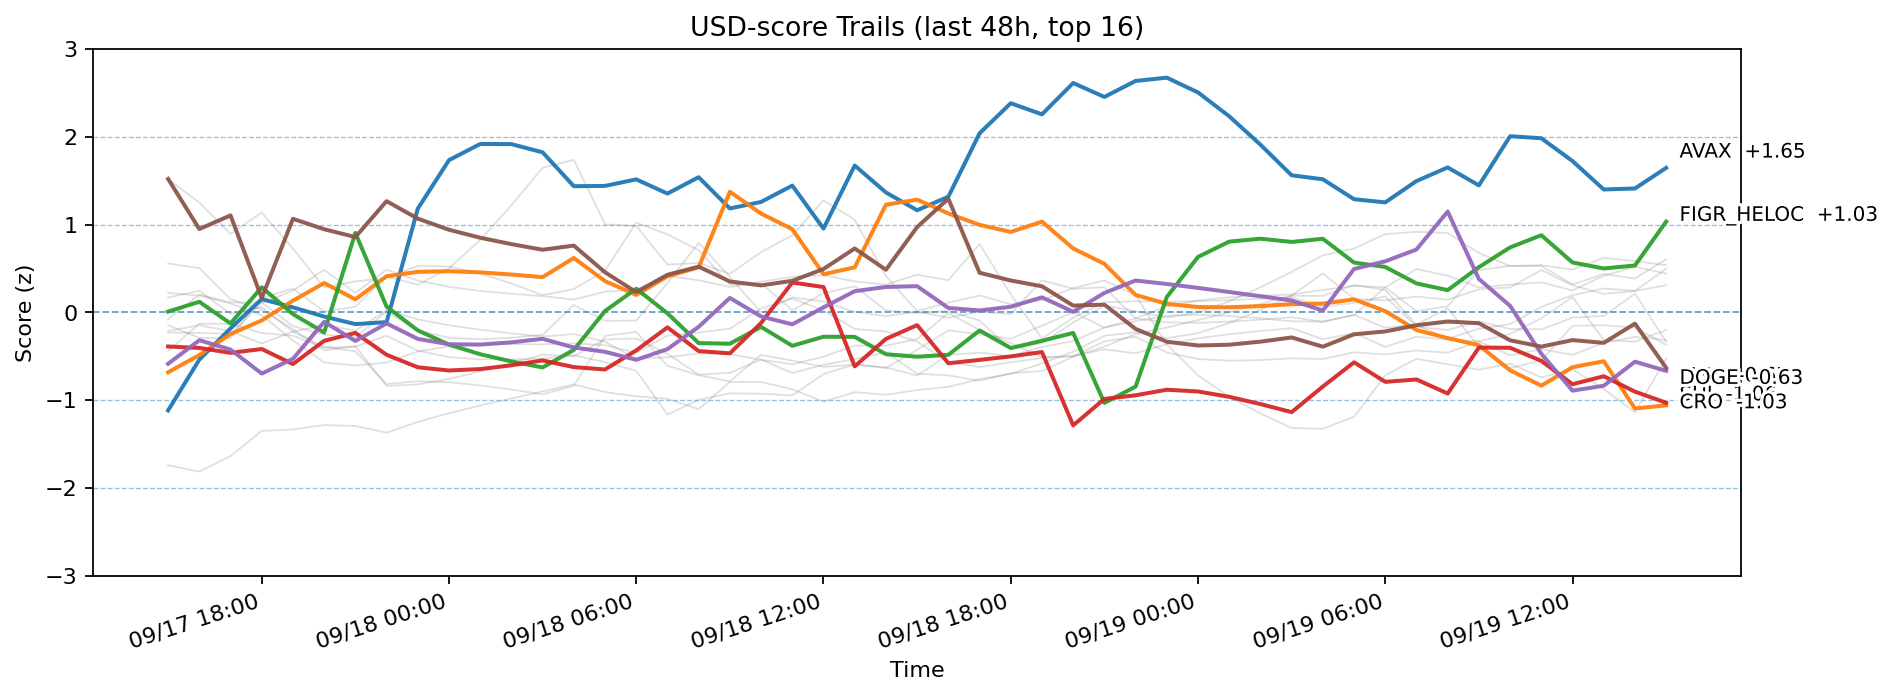 USD-score Trails (last 48h, top 16)
3
2
1
0
−1
−2
−3
Score (z)
AVAX +1.65
FIGR_HELOC +1.03
DOGE -0.63
CRO -1.03
09/17 18:00
09/18 00:00
09/18 06:00
09/18 12:00
09/18 18:00
09/19 00:00
09/19 06:00
09/19 12:00
Time